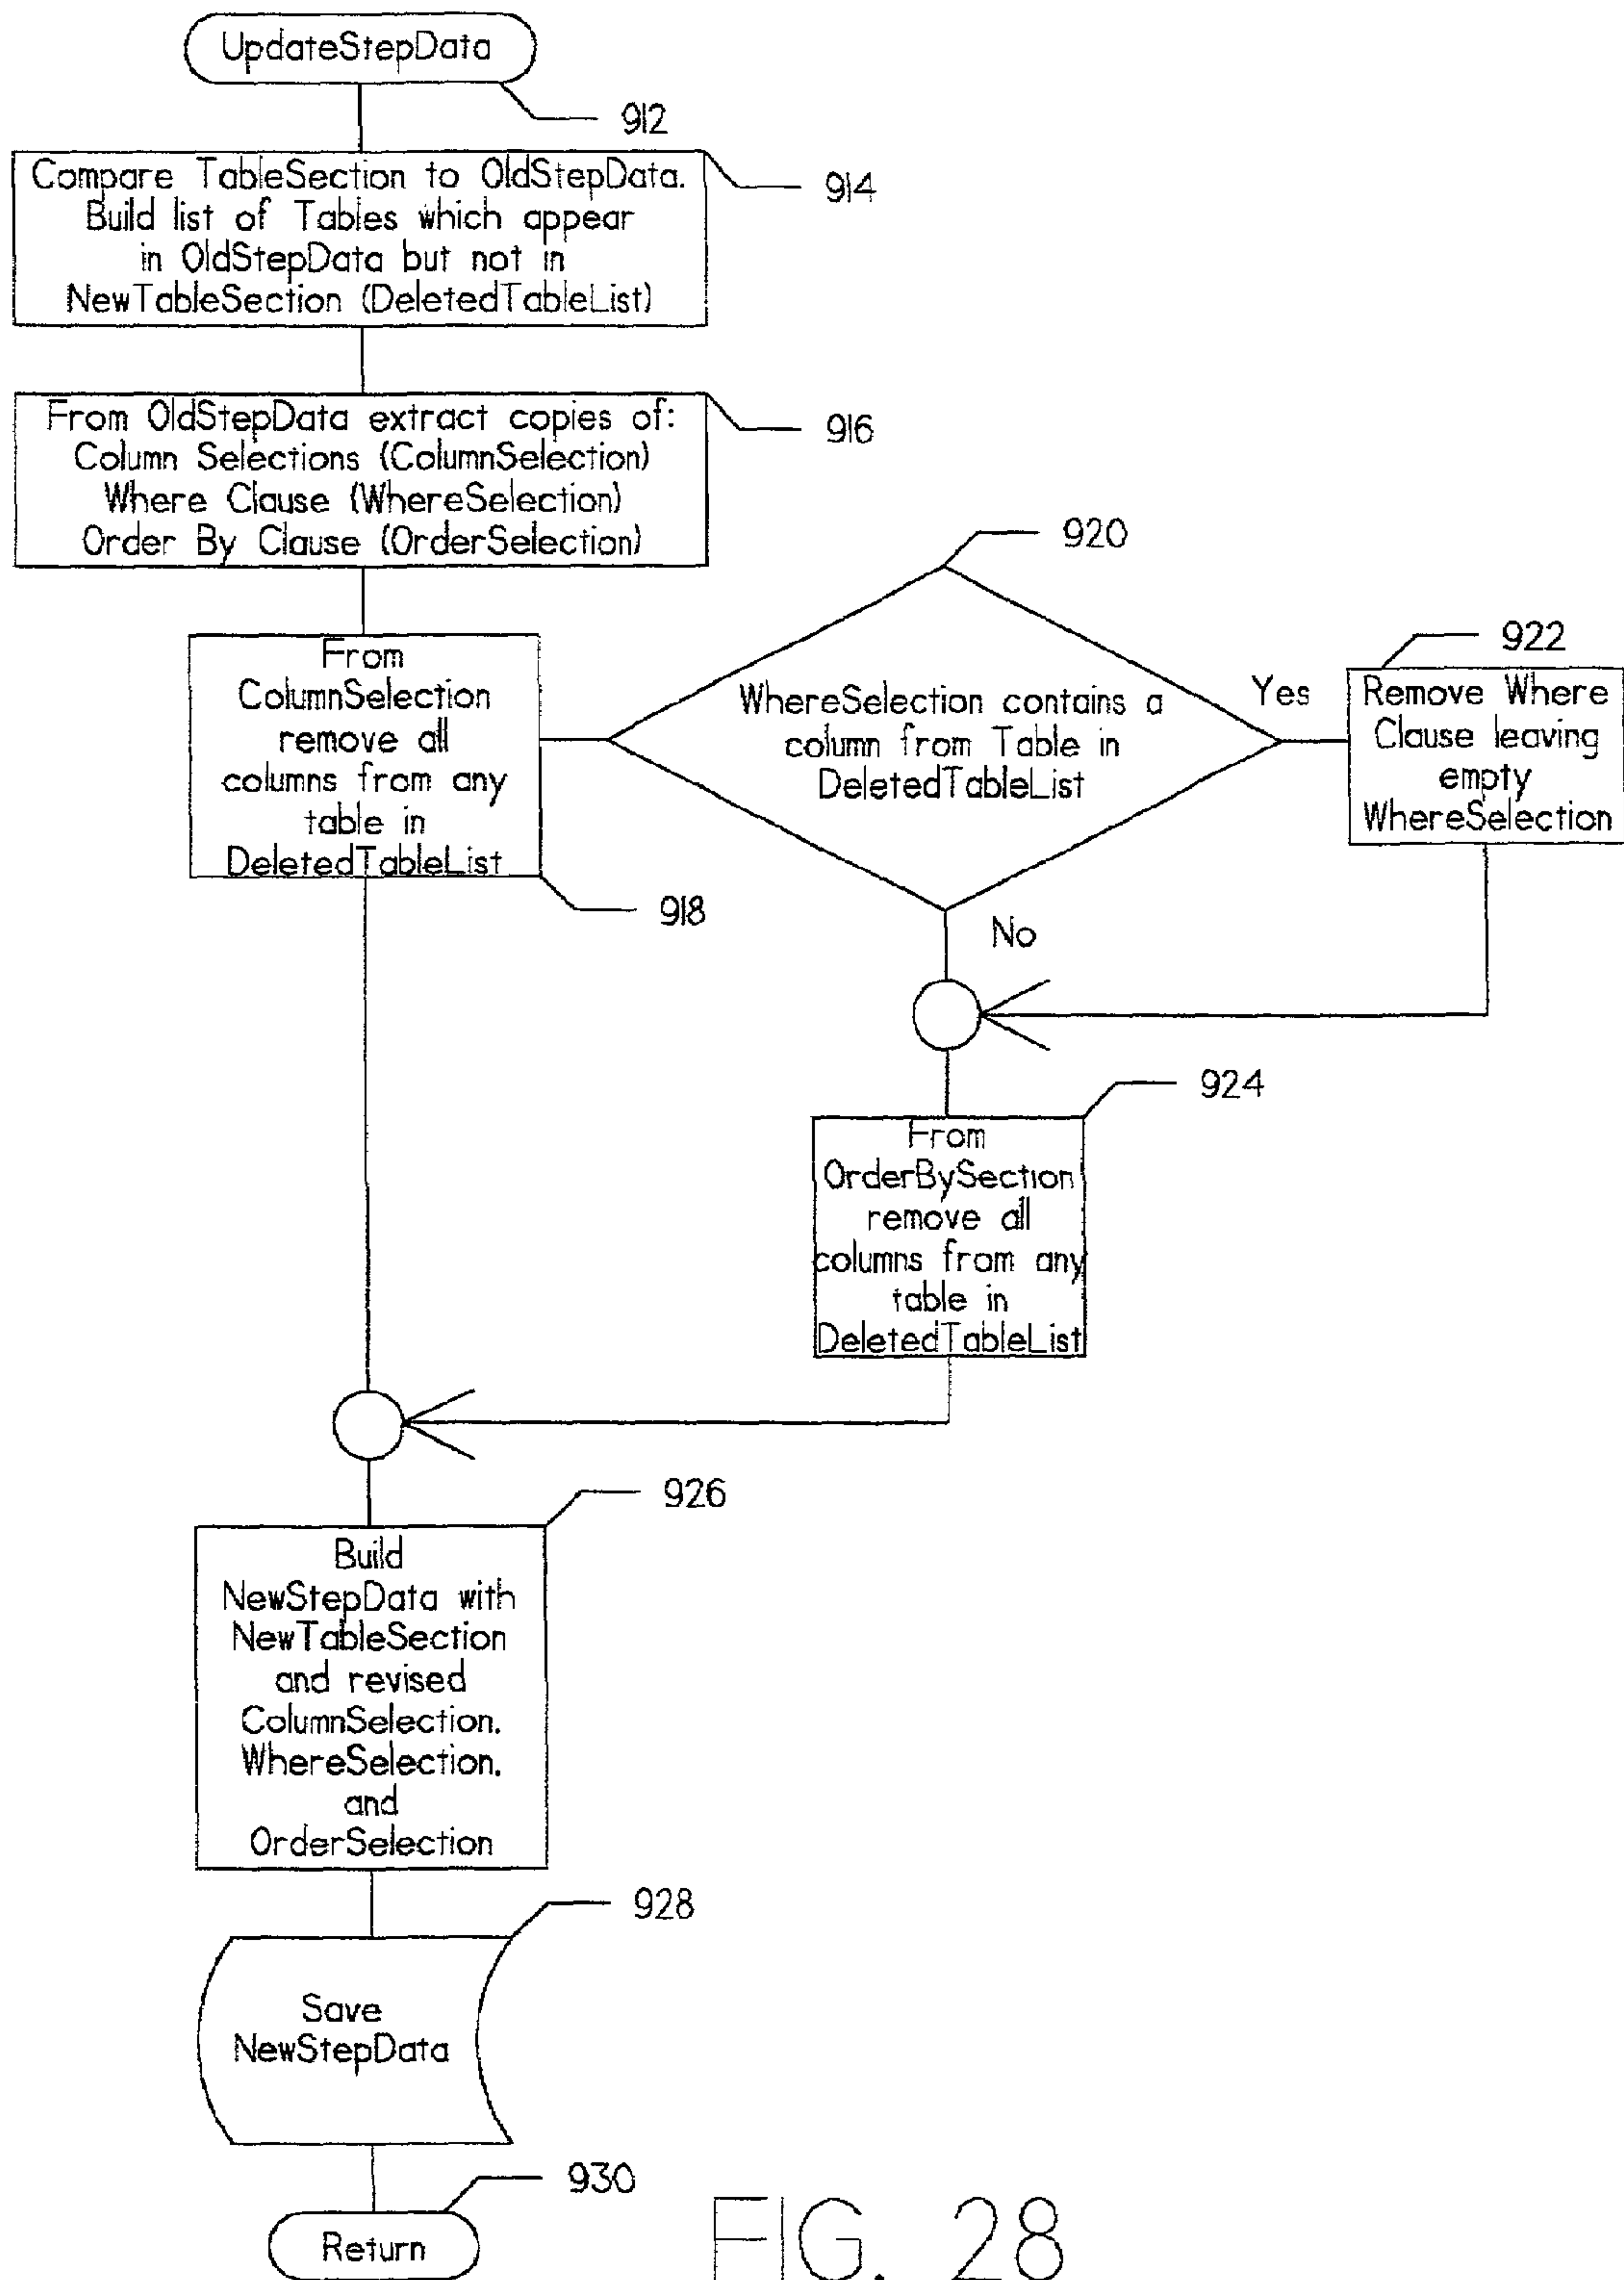 UpdateStepData
912
Compare TableSection to OldStepData.
Build list of Tables which appear
in OldStepData but not in
NewTableSection (DeletedTableList)
914
From OldStepData extract copies of:
Column Selections (ColumnSelection)
Where Clause (WhereSelection)
Order By Clause (OrderSelection)
916
From
ColumnSelection
remove all
columns from any
table in
DeletedTableList
918
920
WhereSelection contains a
column from Table in
DeletedTableList
Yes
922
Remove Where
Clause leaving
empty
WhereSelection
No
924
From
OrderBySection
remove all
columns from any
table in
DeletedTableList
926
Build
NewStepData with
NewTableSection
and revised
ColumnSelection.
WhereSelection.
and
OrderSelection
928
Save
NewStepData
930
Return
FIG. 28